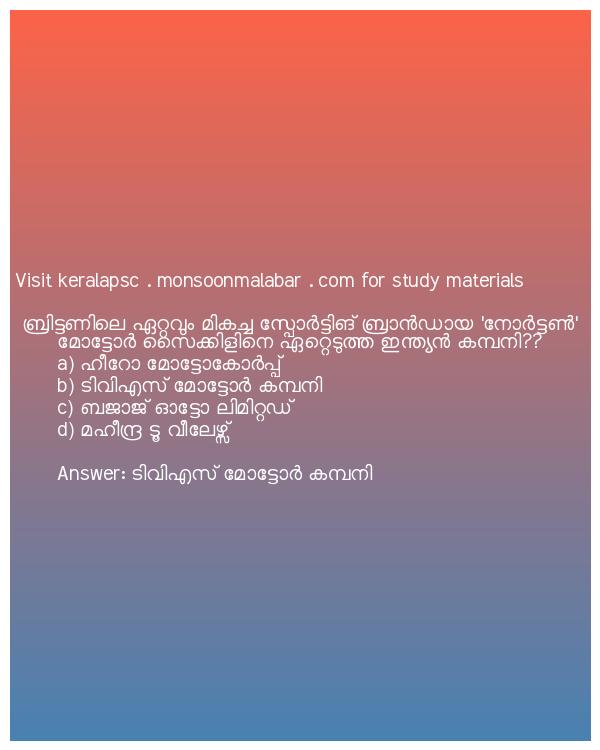 Visit keralapsc . monsoonmalabar . com for study materials
ബ്രിട്ടണിലെ ഏറ്റവും മികച്ച സ്പോർട്ടിങ് ബ്രാൻഡായ 'നോർട്ടൺ'
മോട്ടോർ സൈക്കിളിനെ ഏറ്റെടുത്ത ഇന്ത്യൻ കമ്പനി??
a) ഹീറോ മോട്ടോകോർപ്പ്
b) ടിവിഎസ് മോട്ടോർ കമ്പനി
c) ബജാജ് ഓട്ടോ ലിമിറ്റഡ്
d) മഹീന്ദ്ര ടൂ വീലേഴ്സ്
Answer: ടിവിഎസ് മോട്ടോർ കമ്പനി